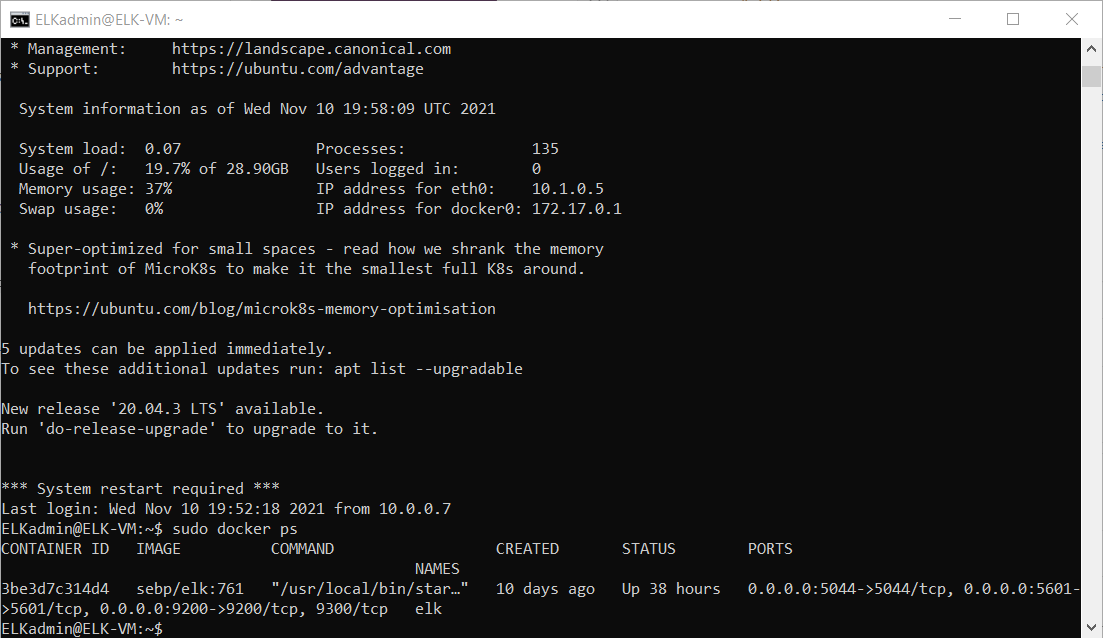 ELKadmin@ELK-VM: ~
* Management:     https://landscape.canonical.com
* Support:        https://ubuntu.com/advantage
System information as of Wed Nov 10 19:58:09 UTC 2021
System load:  0.07               Processes:              135
Usage of /:   19.7% of 28.90GB   Users logged in:        0
Memory usage: 37%                IP address for eth0:    10.1.0.5
Swap usage:   0%                 IP address for docker0: 172.17.0.1
* Super-optimized for small spaces - read how we shrank the memory
footprint of MicroK8s to make it the smallest full K8s around.
https://ubuntu.com/blog/microk8s-memory-optimisation
5 updates can be applied immediately.
To see these additional updates run: apt list --upgradable
New release '20.04.3 LTS' available.
Run 'do-release-upgrade' to upgrade to it.
*** System restart required ***
Last login: Wed Nov 10 19:52:18 2021 from 10.0.0.7
ELKadmin@ELK-VM:~$ sudo docker ps
CONTAINER ID   IMAGE          COMMAND                  CREATED       STATUS        PORTS
NAMES
3be3d7c314d4   sebp/elk:761   "/usr/local/bin/star…"   10 days ago   Up 38 hours   0.0.0.0:5044->5044/tcp, 0.0.0.0:5601-
>5601/tcp, 0.0.0.0:9200->9200/tcp, 9300/tcp   elk
ELKadmin@ELK-VM:~$